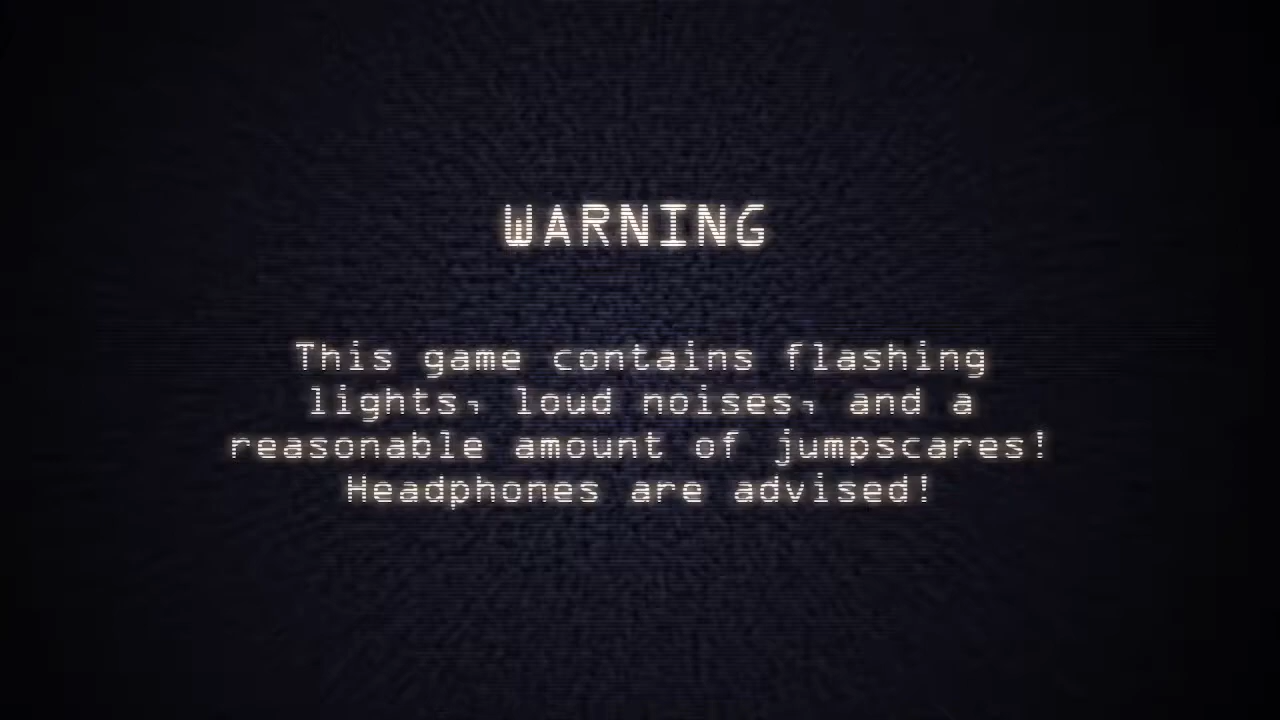 WARNING
This game contains flashing
lights, loud noises, and a
reasonable amount of jumpscares!
Headphones are advised!